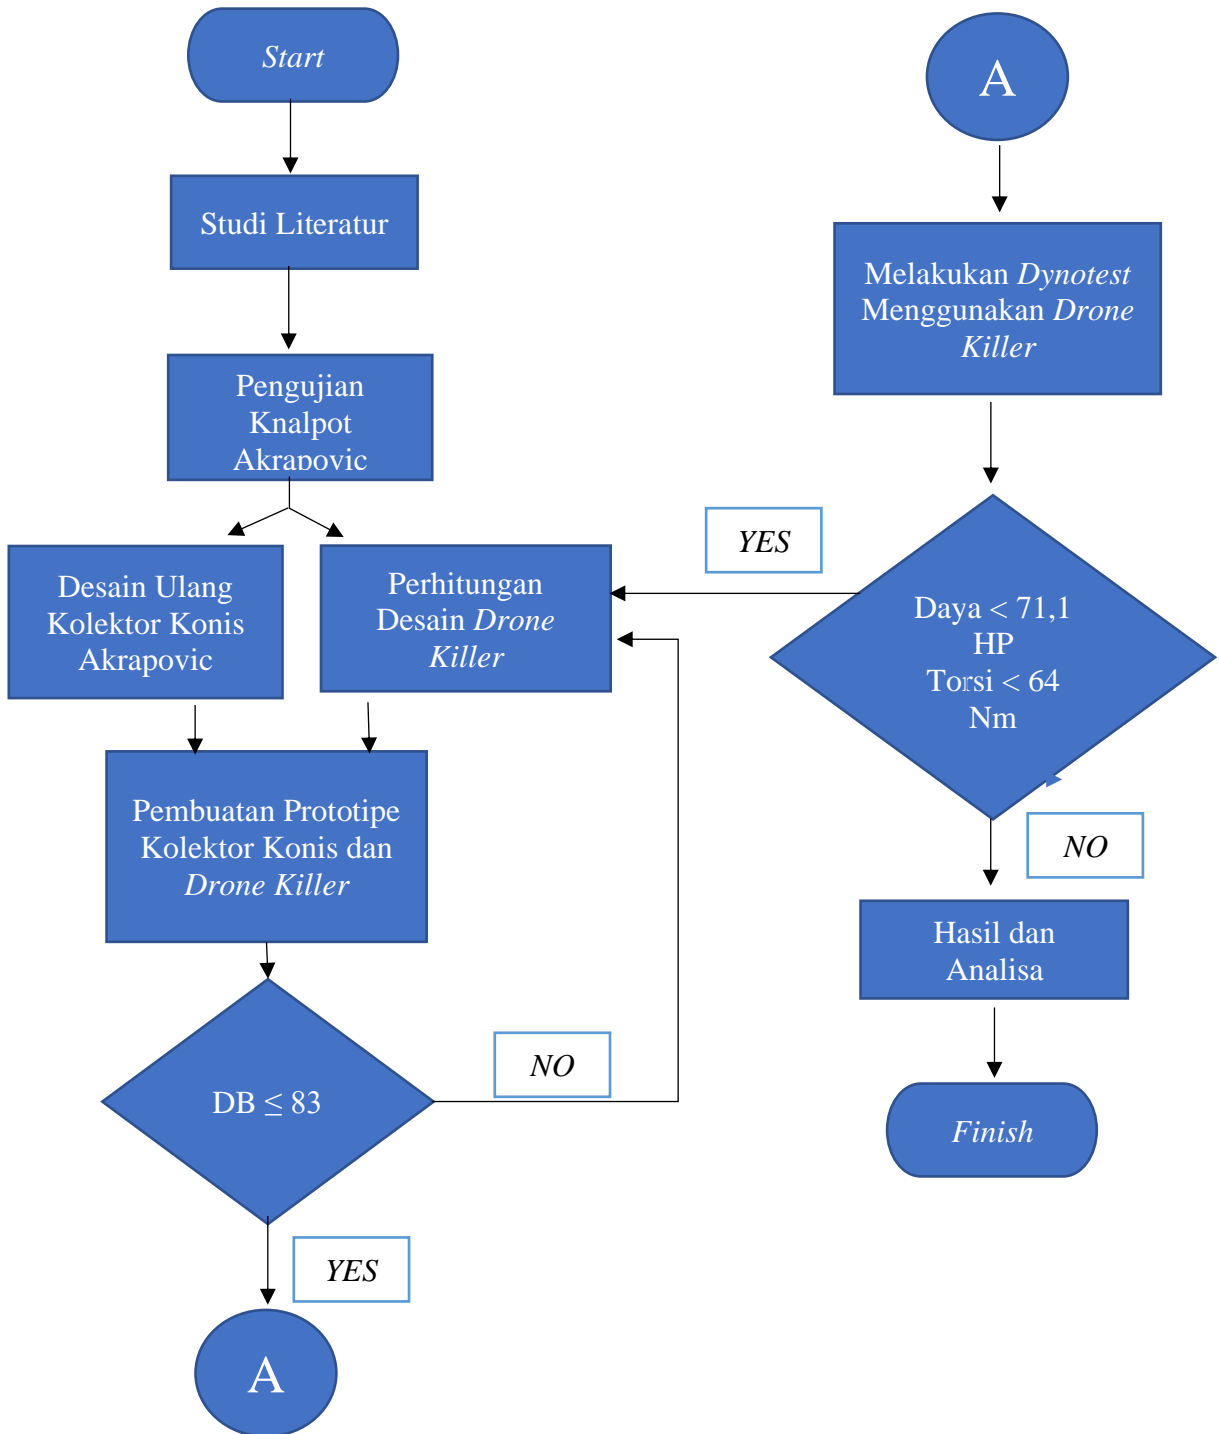 Start
Studi Literatur
Pengujian
Knalpot
Akrapovic
Desain Ulang
Kolektor Konis
Akrapovic
Perhitungan
Desain Drone
Killer
Pembuatan Prototipe
Kolektor Konis dan
Drone Killer
DB ≤ 83
NO
YES
A
A
Melakukan Dynotest
Menggunakan Drone
Killer
YES
Daya < 71,1
HP
Torsi < 64
Nm
NO
Hasil dan
Analisa
Finish